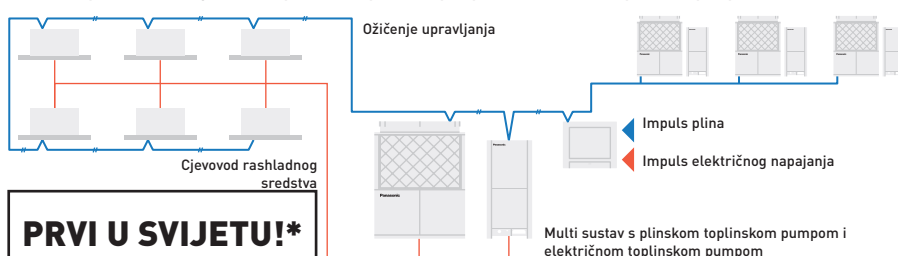 Ožičenje upravljanja
Impuls plina
Impuls električnog napajanja
Cjevovod rashladnog
sredstva
Panasonic
PRVI U SVIJETU!*
Multi sustav s plinskom toplinskom pumpom i
električnom toplinskom pumpom